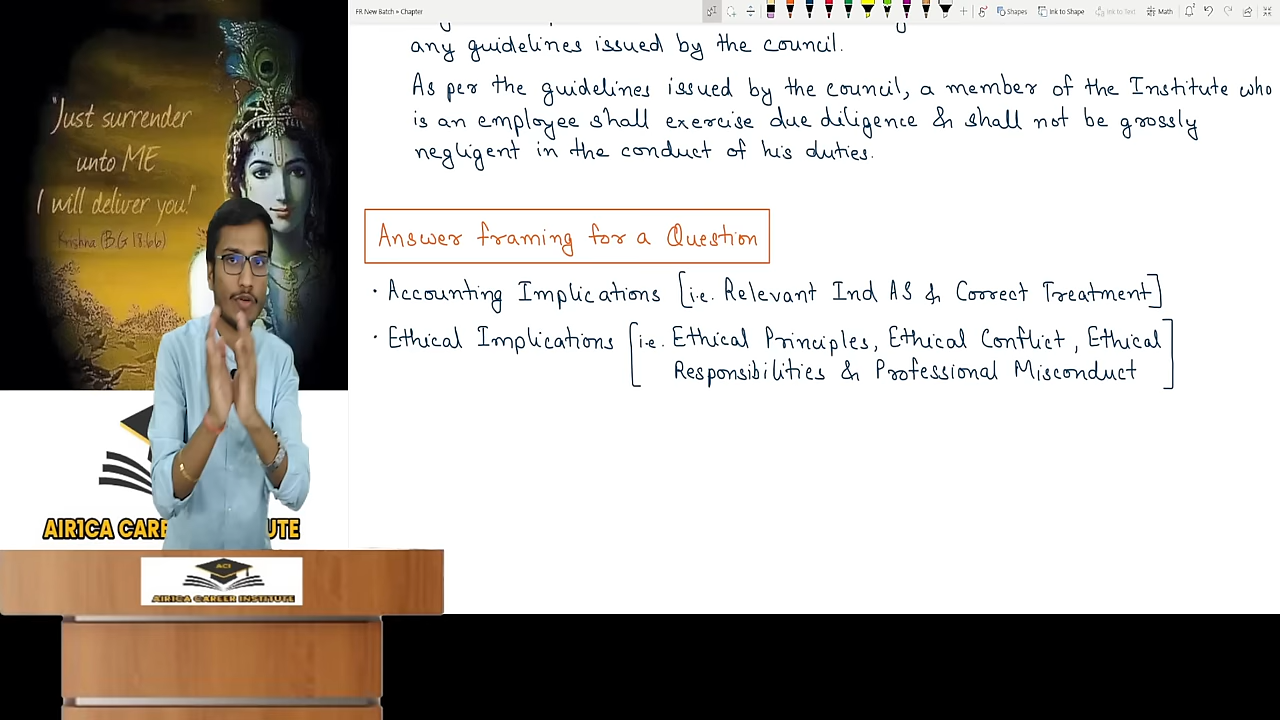 FR New Batch » Chapter
Shapes
Ink to Shape
Ink to Text
Math
any guidelines issued by the council.
As per the guidelines issued by the council, a member of the Institute who
is an employee shall exercise due diligence & shall not be grossly
negligent in the conduct of his duties.
Answer framing for a Question
· Accounting Implications [i.e. Relevant Ind AS & Correct Treatment]
· Ethical Implications [i.e. Ethical Principles, Ethical Conflict, Ethical
Responsibilities & Professional Misconduct]
"Just surrender
unto ME
I will deliver you!"
Krishna (B.G 18:66)
AIR1CA CARE
UTE
ACI
AIR1CA CAREER INSTITUTE